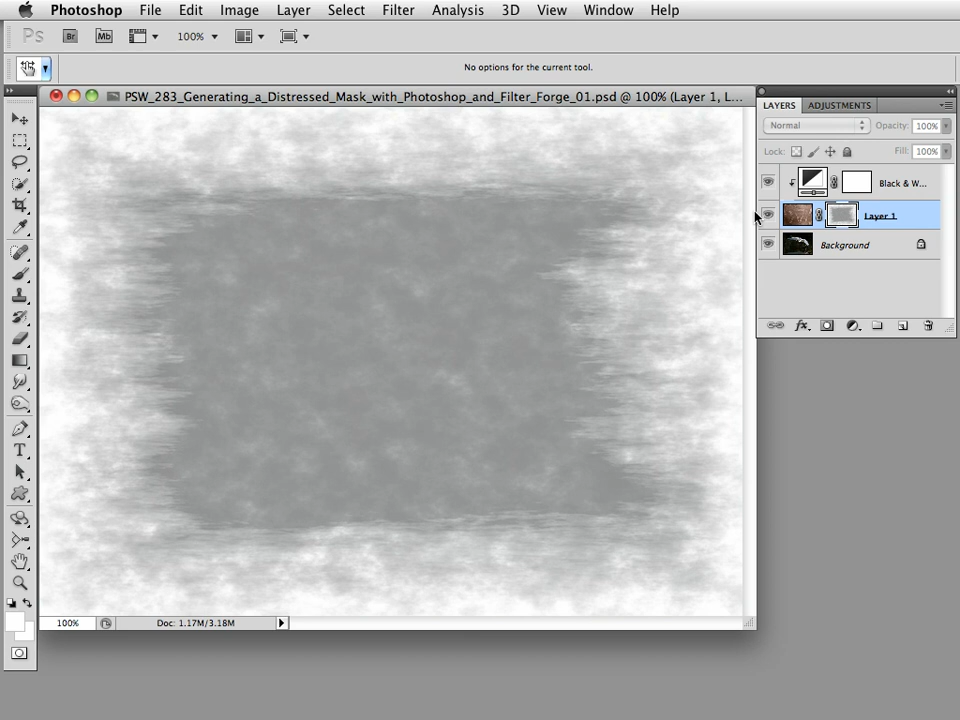 Photoshop File Edit Image Layer Select Filter Analysis 3D View Window Help
Ps Br Mb 100%
No options for the current tool.
PSW_283_Generating_a_Distressed_Mask_with_Photoshop_and_Filter_Forge_01.psd @ 100% (Layer 1, L...
LAYERS ADJUSTMENTS
Normal Opacity: 100%
Lock: Fill: 100%
Black & W...
Layer 1
Background
fx
T
100% Doc: 1.17M/3.18M